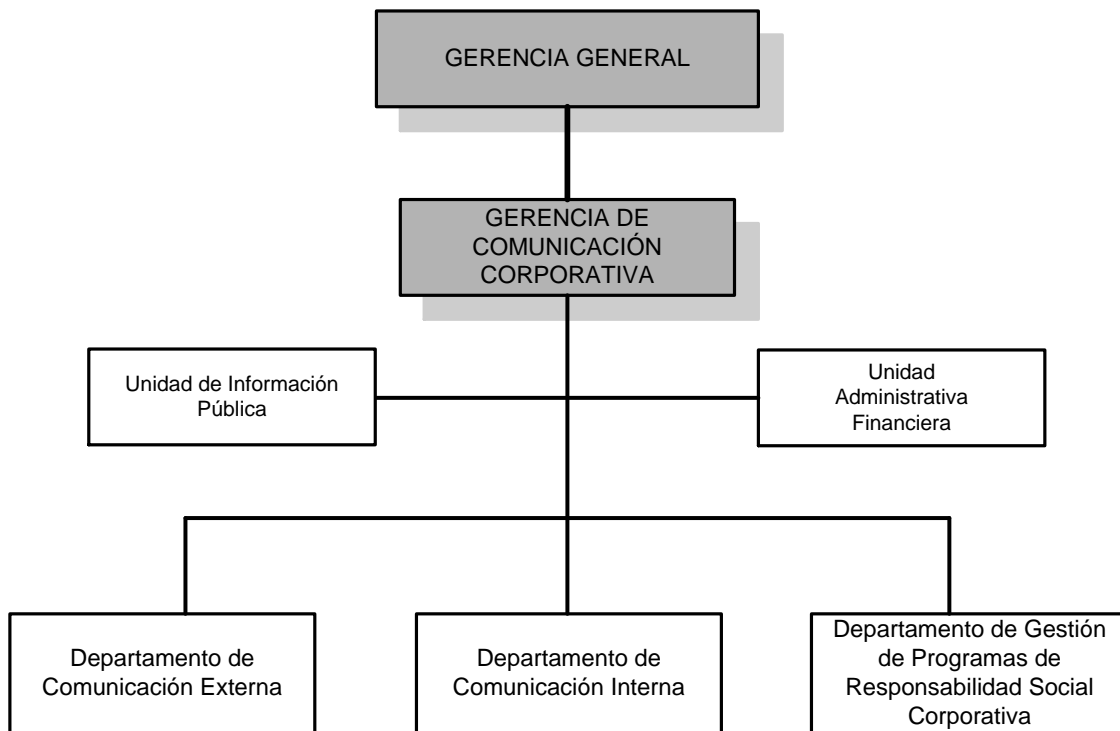 GERENCIA GENERAL
GERENCIA DE
COMUNICACIÓN
CORPORATIVA
Unidad de Información
Pública
Unidad
Administrativa
Financiera
Departamento de
Comunicación Externa
Departamento de
Comunicación Interna
Departamento de Gestión
de Programas de
Responsabilidad Social
Corporativa